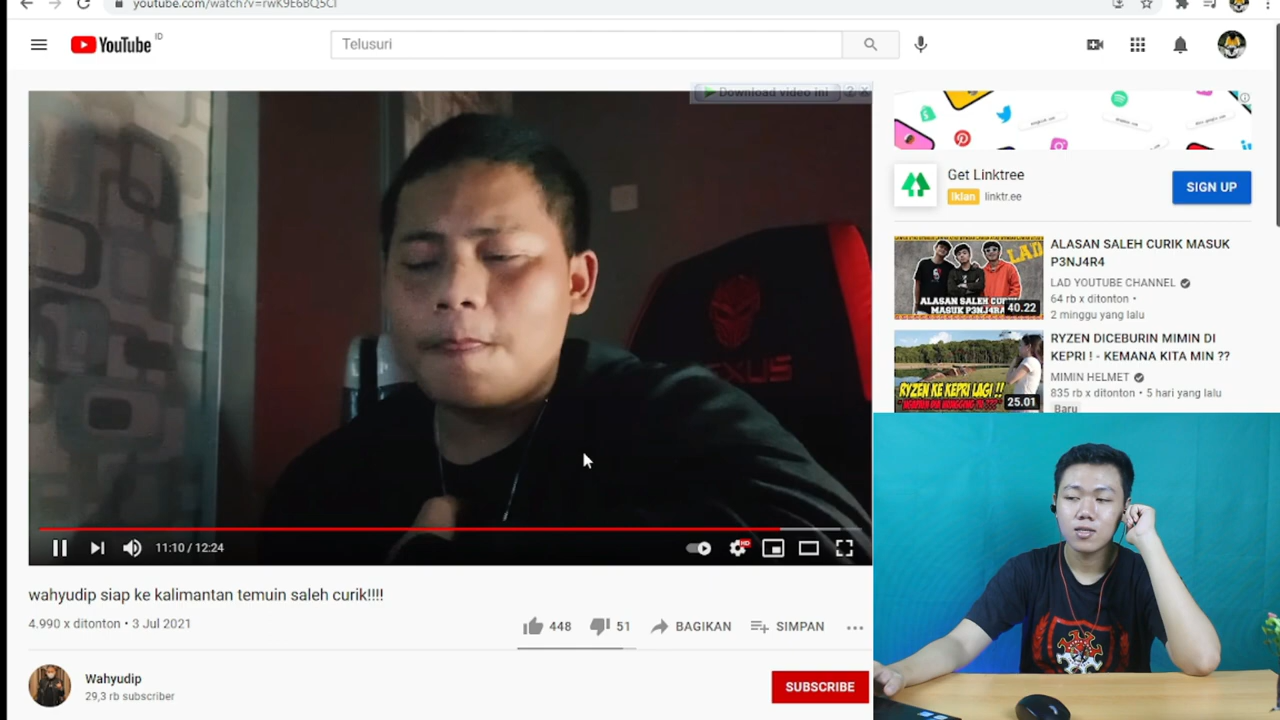 youtube.com/watch?v=rwK9E6BQ5CI
YouTube ID
Telusuri
Download video ini
? X
NEXUS
11:10 / 12:24
HD
wahyudip siap ke kalimantan temuin saleh curik!!!!
4.990 x ditonton • 3 Jul 2021
448
51
BAGIKAN
SIMPAN
Wahyudip
29,3 rb subscriber
SUBSCRIBE
Get Linktree
Iklan linktr.ee
SIGN UP
LAD
ALASAN SALEH CURIK
MASUK P3NJ4RA
40.22
ALASAN SALEH CURIK MASUK
P3NJ4R4
LAD YOUTUBE CHANNEL
64 rb x ditonton •
2 minggu yang lalu
RYZEN KE KEPRI LAGI !!
25.01
RYZEN DICEBURIN MIMIN DI
KEPRI ! - KEMANA KITA MIN ??
MIMIN HELMET
835 rb x ditonton • 5 hari yang lalu
Baru